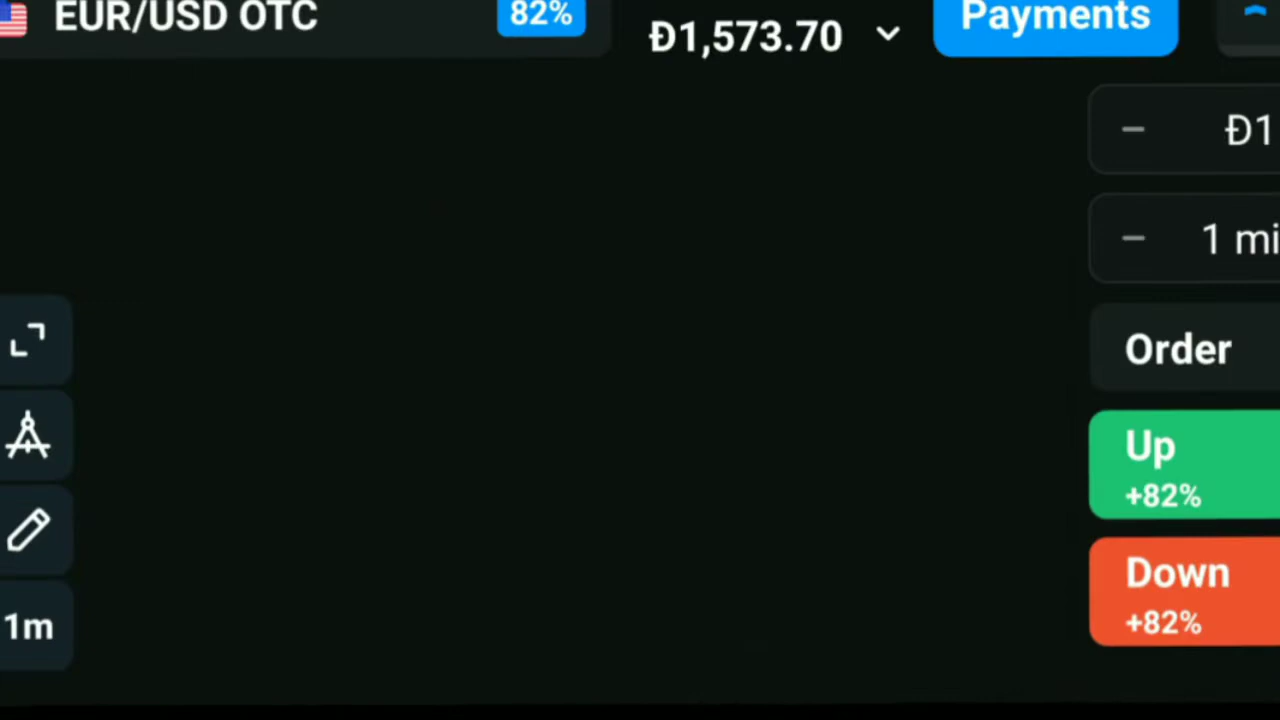 EUR/USD OTC
82%
Đ1,573.70
Payments
Đ1
1 mi
Order
Up
+82%
Down
+82%
1m